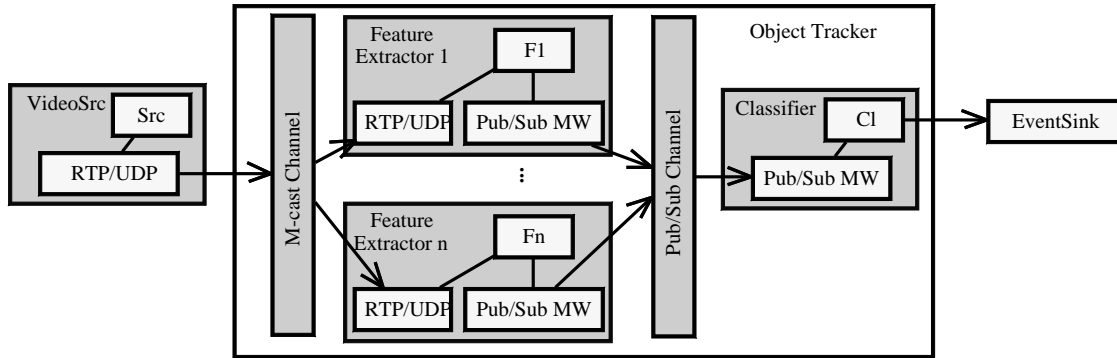 VideoSrc
Src
RTP/UDP
M-cast Channel
Feature
Extractor 1
F1
RTP/UDP
Pub/Sub MW
...
Feature
Extractor n
Fn
RTP/UDP
Pub/Sub MW
Pub/Sub Channel
Object Tracker
Classifier
Cl
Pub/Sub MW
EventSink